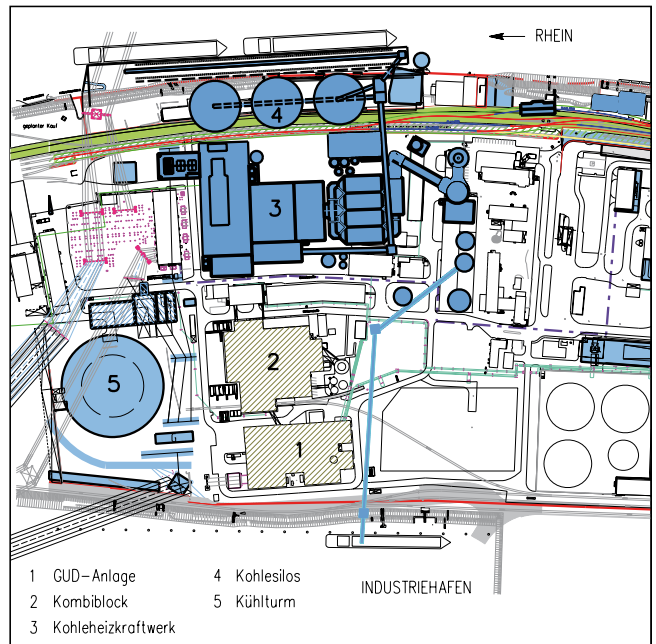 RHEIN
4
geplanter Kauf
3
2
5
1
1 GUD-Anlage
2 Kombiblock
3 Kohleheizkraftwerk
4 Kohlesilos
5 Kühlturm
INDUSTRIEHAFEN